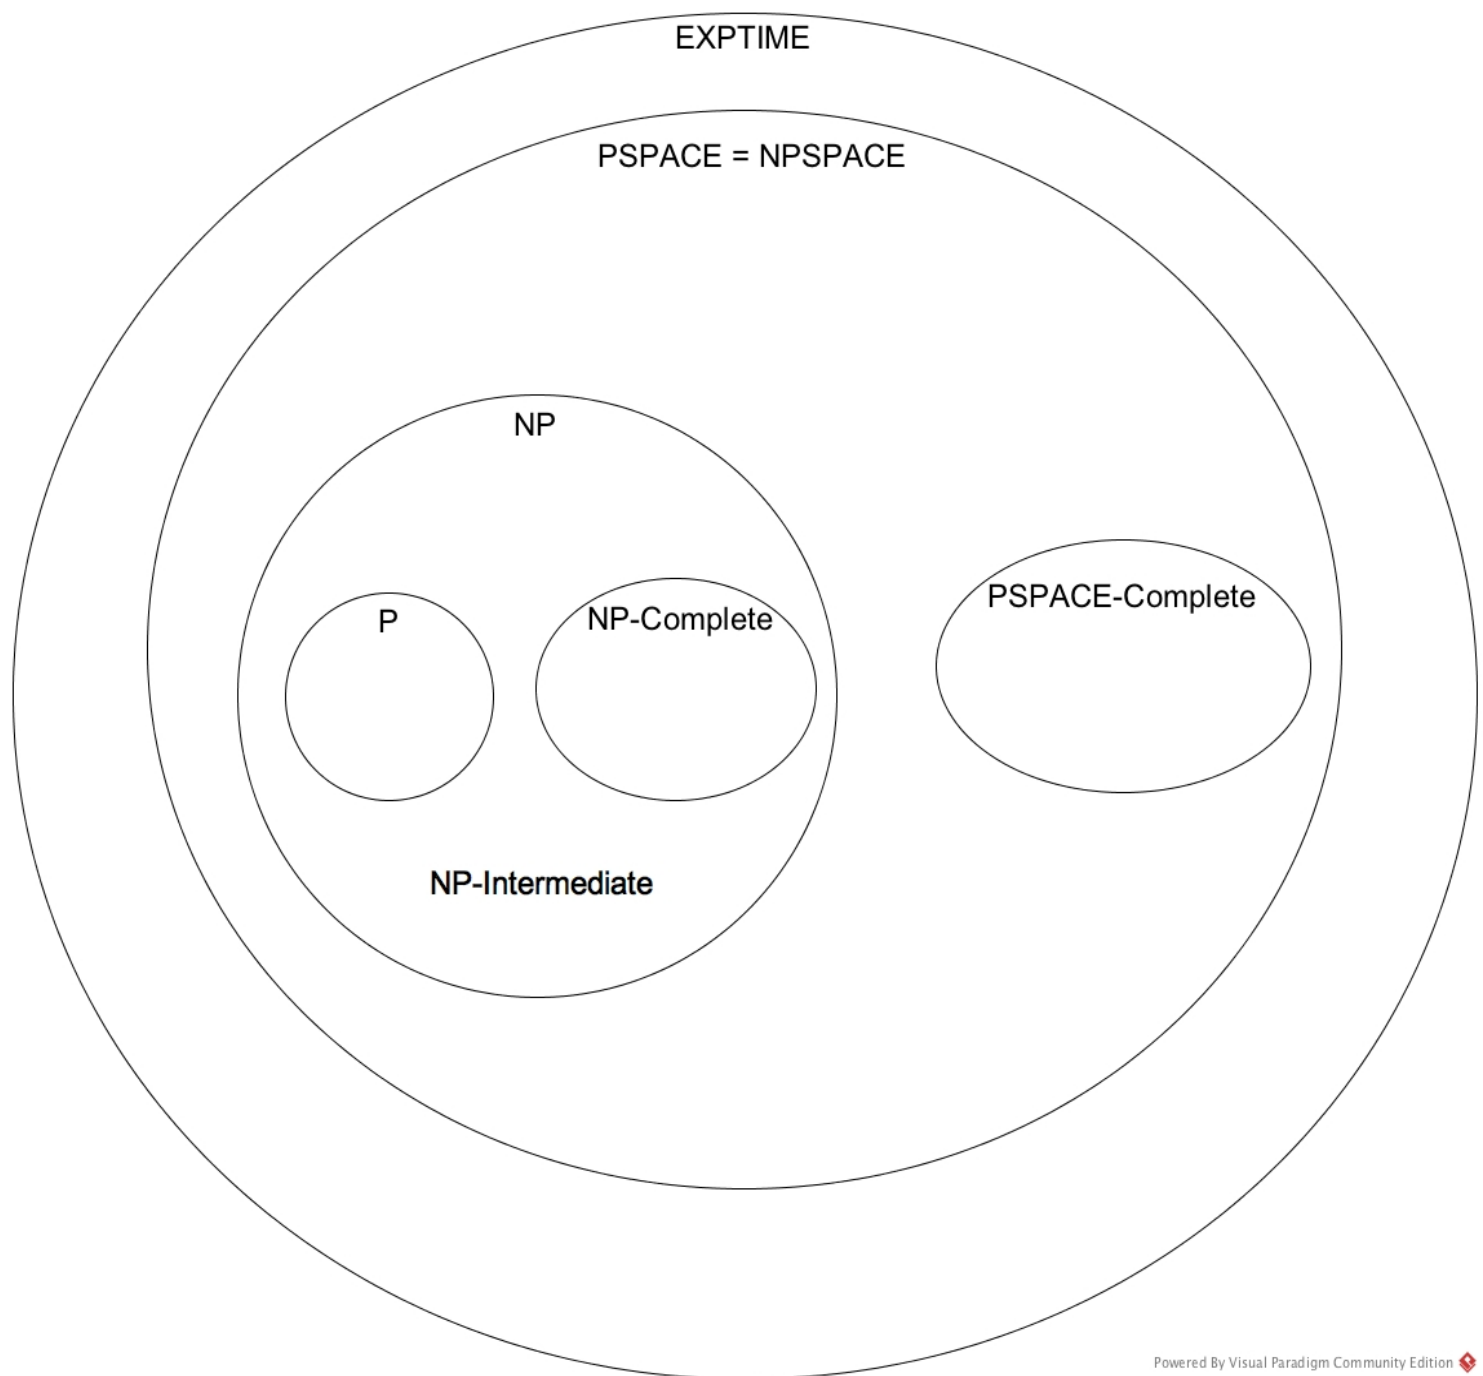 EXPTIME
PSPACE = NPSPACE
NP
PSPACE-Complete
P
NP-Complete
NP-Intermediate
Powered By Visual Paradigm Community Edition